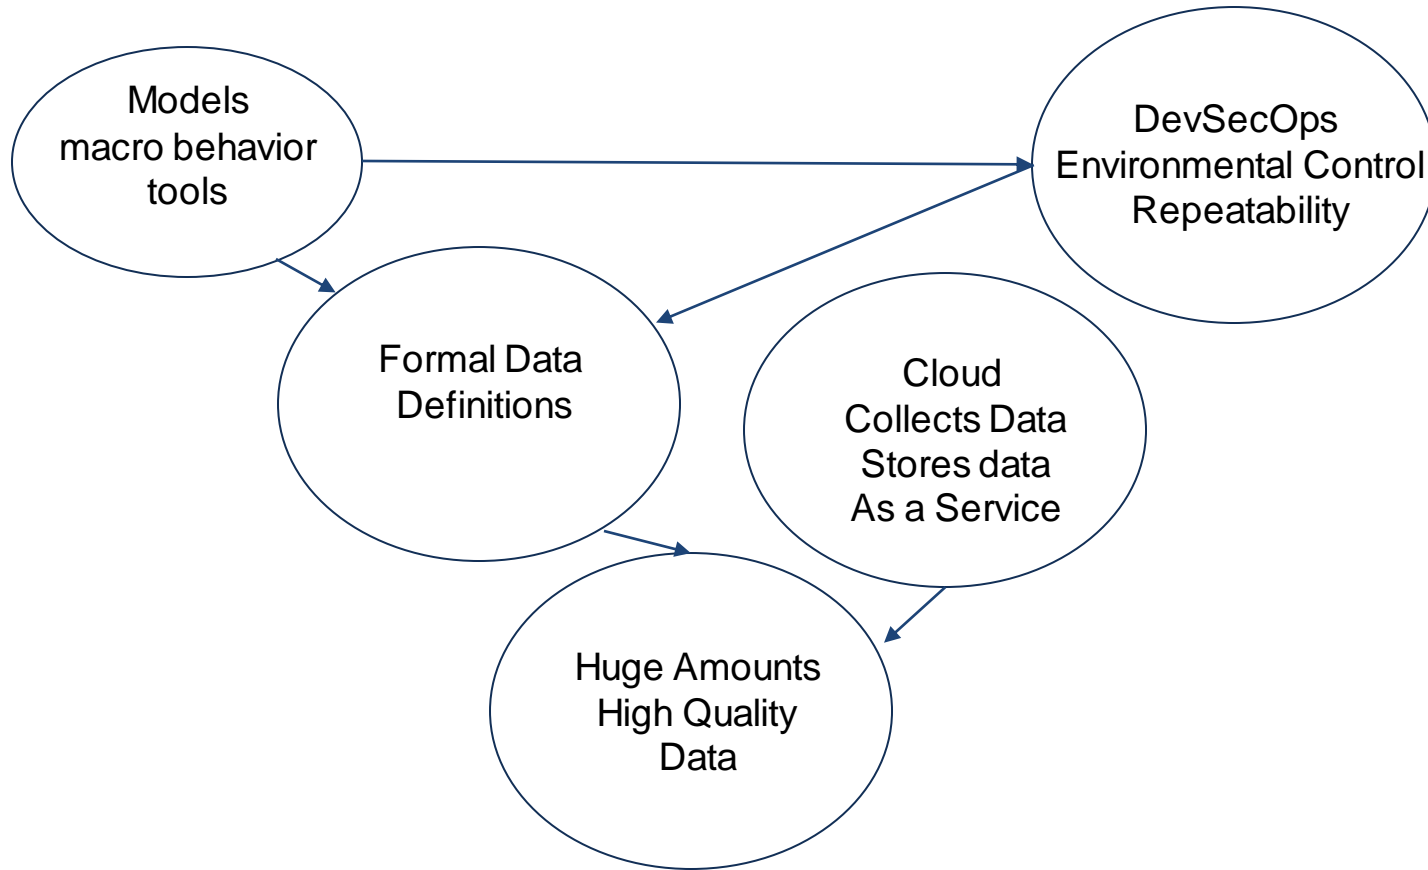 Models
macro behavior
tools
DevSecOps
Environmental Control
Repeatability
Formal Data
Definitions
Cloud
Collects Data
Stores data
As a Service
Huge Amounts
High Quality
Data